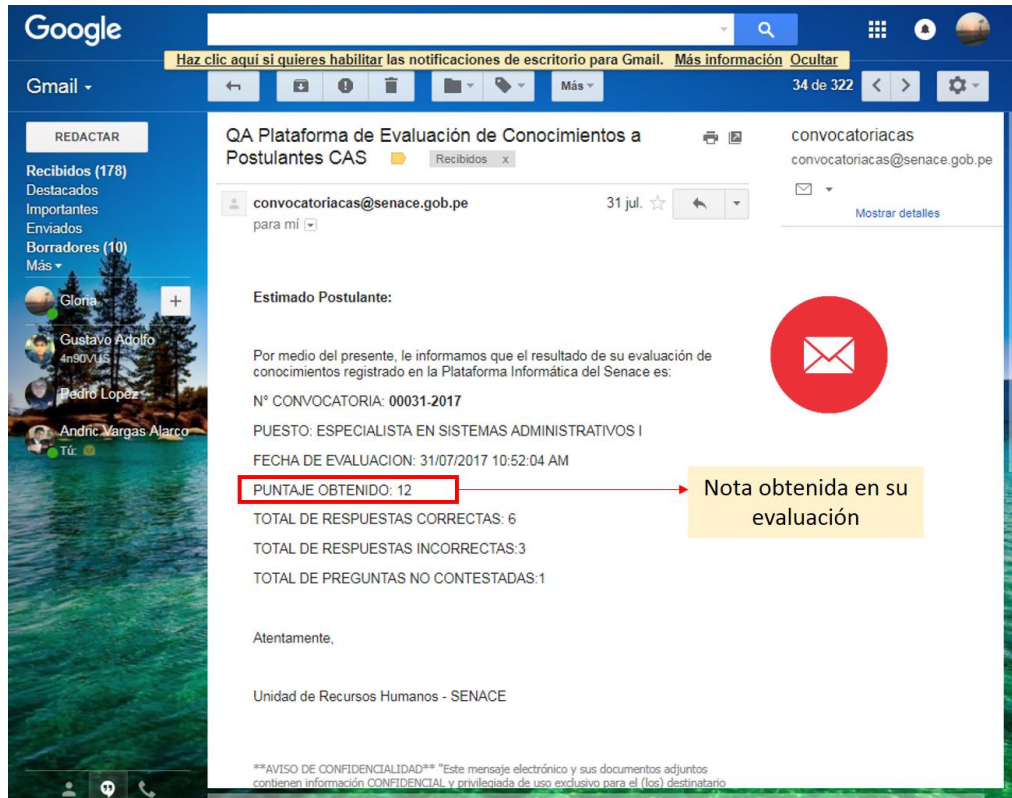 Google
Haz clic aquí si quieres habilitar las notificaciones de escritorio para Gmail. Más información Ocultar
Gmail
Más
34 de 322
REDACTAR
Recibidos (178)
Destacados
Importantes
Enviados
Borradores (10)
Más
Gloria
Gustavo Adolfo
4n90VUS
Pedro Lopez
Andric Vargas Alarco
Tú:
QA Plataforma de Evaluación de Conocimientos a
Postulantes CAS Recibidos x
convocatoriacas@senace.gob.pe 31 jul.
para mí
convocatoriacas
convocatoriacas@senace.gob.pe
Mostrar detalles
Estimado Postulante:
Por medio del presente, le informamos que el resultado de su evaluación de
conocimientos registrado en la Plataforma Informática del Senace es:
N° CONVOCATORIA: 00031-2017
PUESTO: ESPECIALISTA EN SISTEMAS ADMINISTRATIVOS I
FECHA DE EVALUACION: 31/07/2017 10:52:04 AM
PUNTAJE OBTENIDO: 12
Nota obtenida en su
evaluación
TOTAL DE RESPUESTAS CORRECTAS: 6
TOTAL DE RESPUESTAS INCORRECTAS:3
TOTAL DE PREGUNTAS NO CONTESTADAS:1
Atentamente,
Unidad de Recursos Humanos - SENACE
**AVISO DE CONFIDENCIALIDAD** "Este mensaje electrónico y sus documentos adjuntos
contienen información CONFIDENCIAL y privilegiada de uso exclusivo para el (los) destinatario